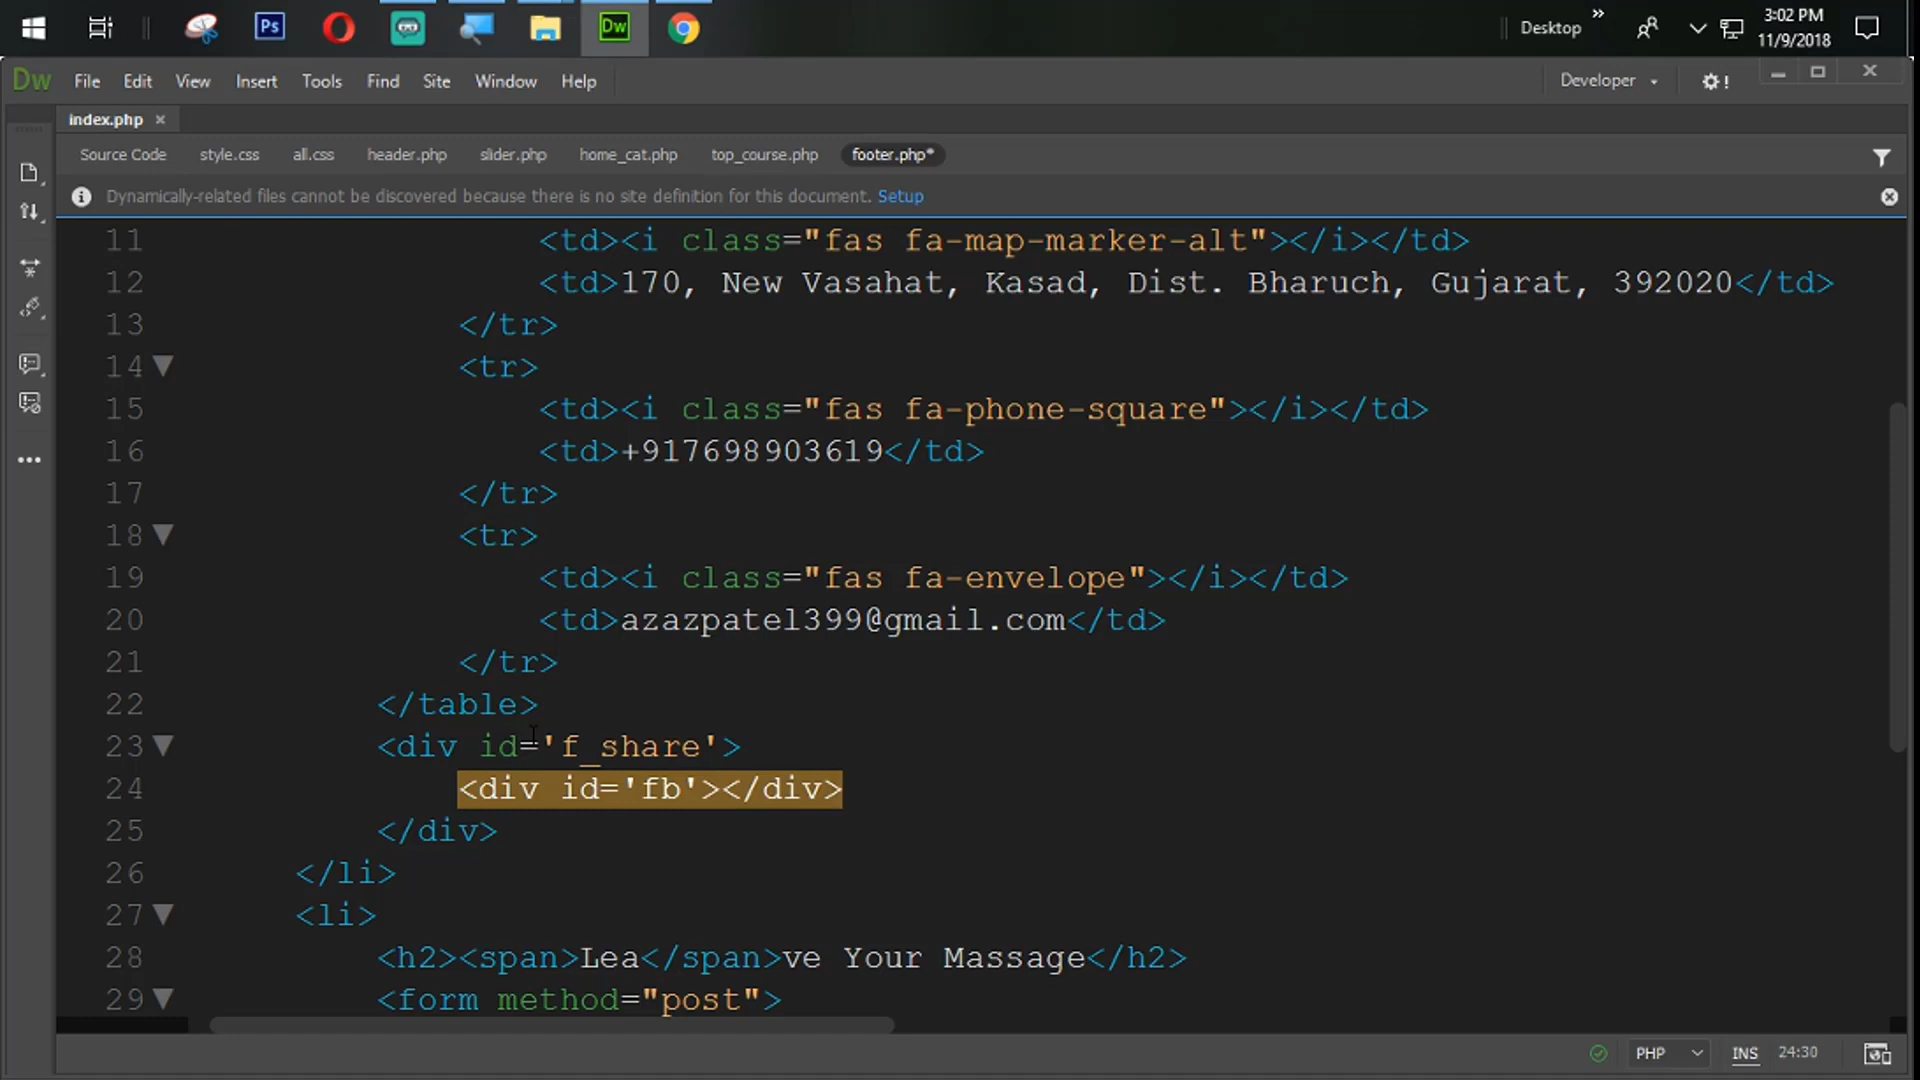 Ps
Dw
Desktop
»
3:02 PM
11/9/2018
Dw File Edit View Insert Tools Find Site Window Help
Developer
!
index.php
Source Code style.css all.css header.php slider.php home_cat.php top_course.php footer.php*
Dynamically-related files cannot be discovered because there is no site definition for this document. Setup
11 <td><i class="fas fa-map-marker-alt"></i></td>
12 <td>170, New Vasahat, Kasad, Dist. Bharuch, Gujarat, 392020</td>
13 </tr>
14 <tr>
15 <td><i class="fas fa-phone-square"></i></td>
16 <td>+917698903619</td>
17 </tr>
18 <tr>
19 <td><i class="fas fa-envelope"></i></td>
20 <td>azazpatel399@gmail.com</td>
21 </tr>
22 </table>
23 <div id='f_share'>
24 <div id='fb'></div>
25 </div>
26 </li>
27 <li>
28 <h2><span>Lea</span>ve Your Massage</h2>
29 <form method="post">
PHP INS 24:30